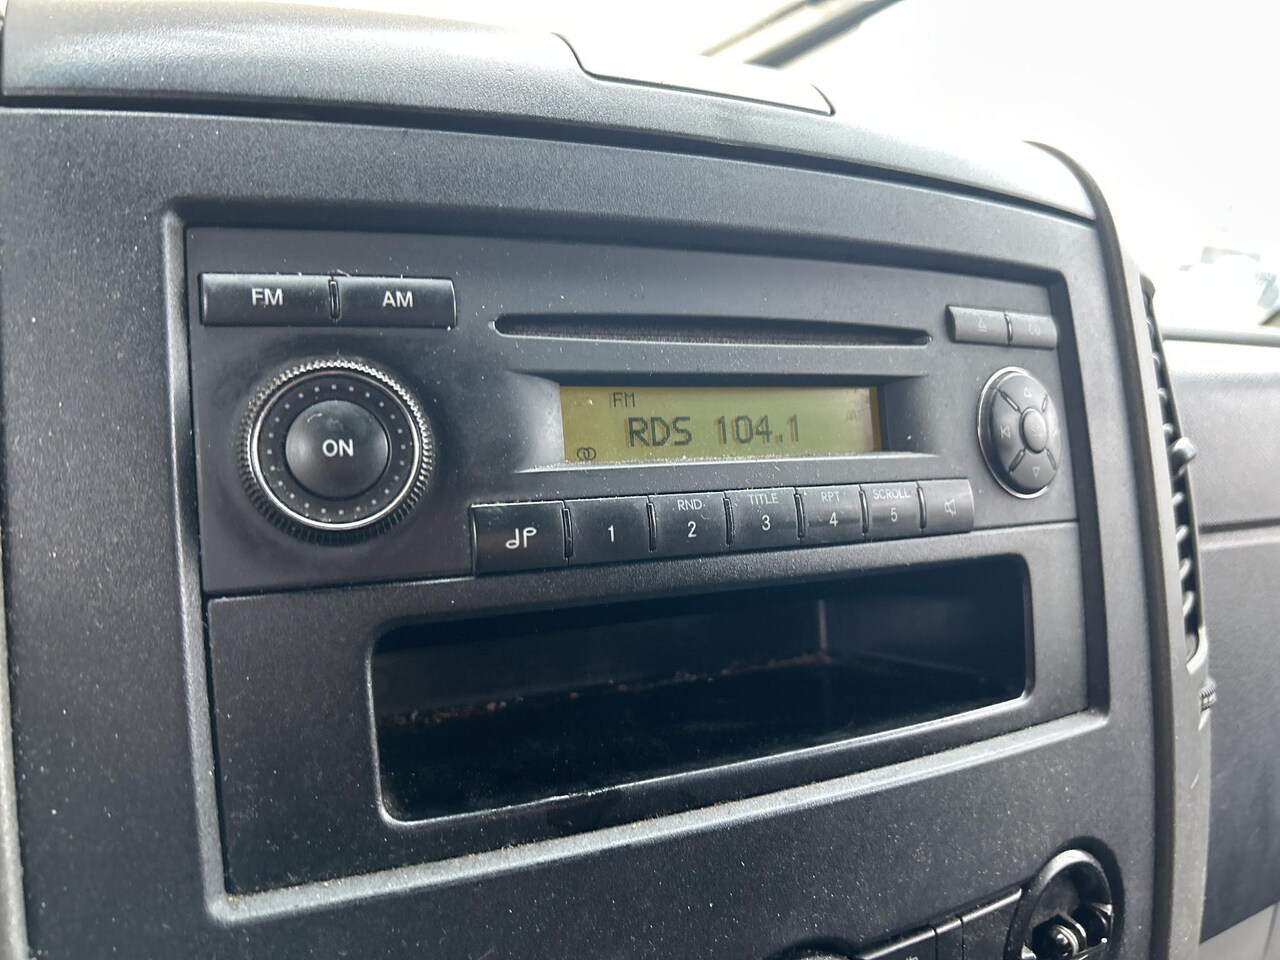 FM AM
FM
RDS 104.1
ON
RND TITLE RPT SCROLL
1 2 3 4 5